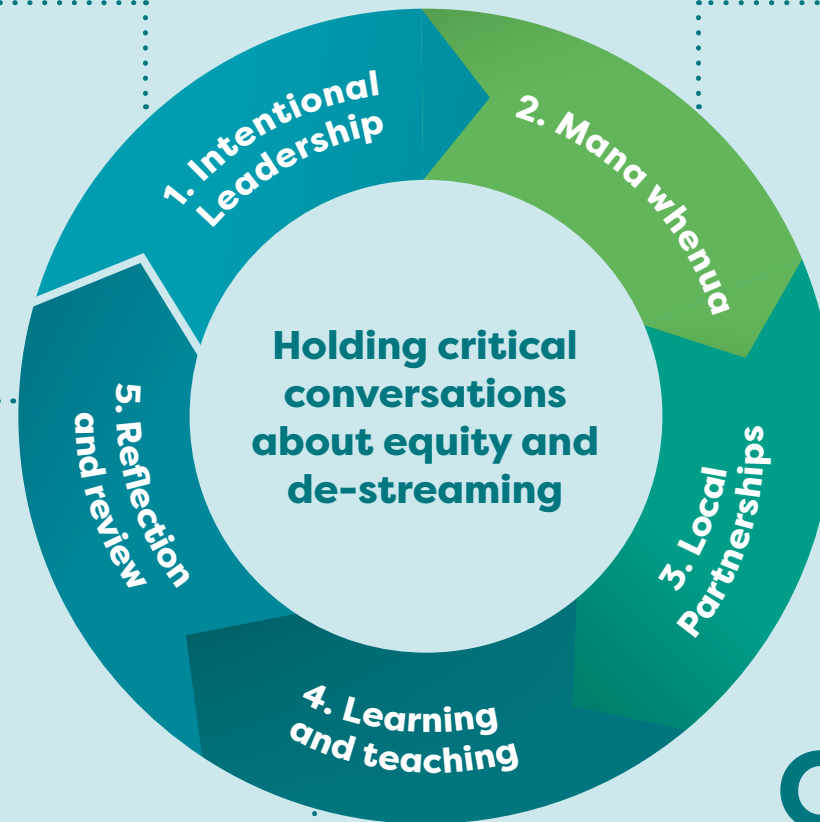 1. Intentional
Leadership
2. Mana whenua
3. Local
Partnerships
4. Learning
and teaching
5. Reflection
and review
Holding critical
conversations
about equity and
de-streaming